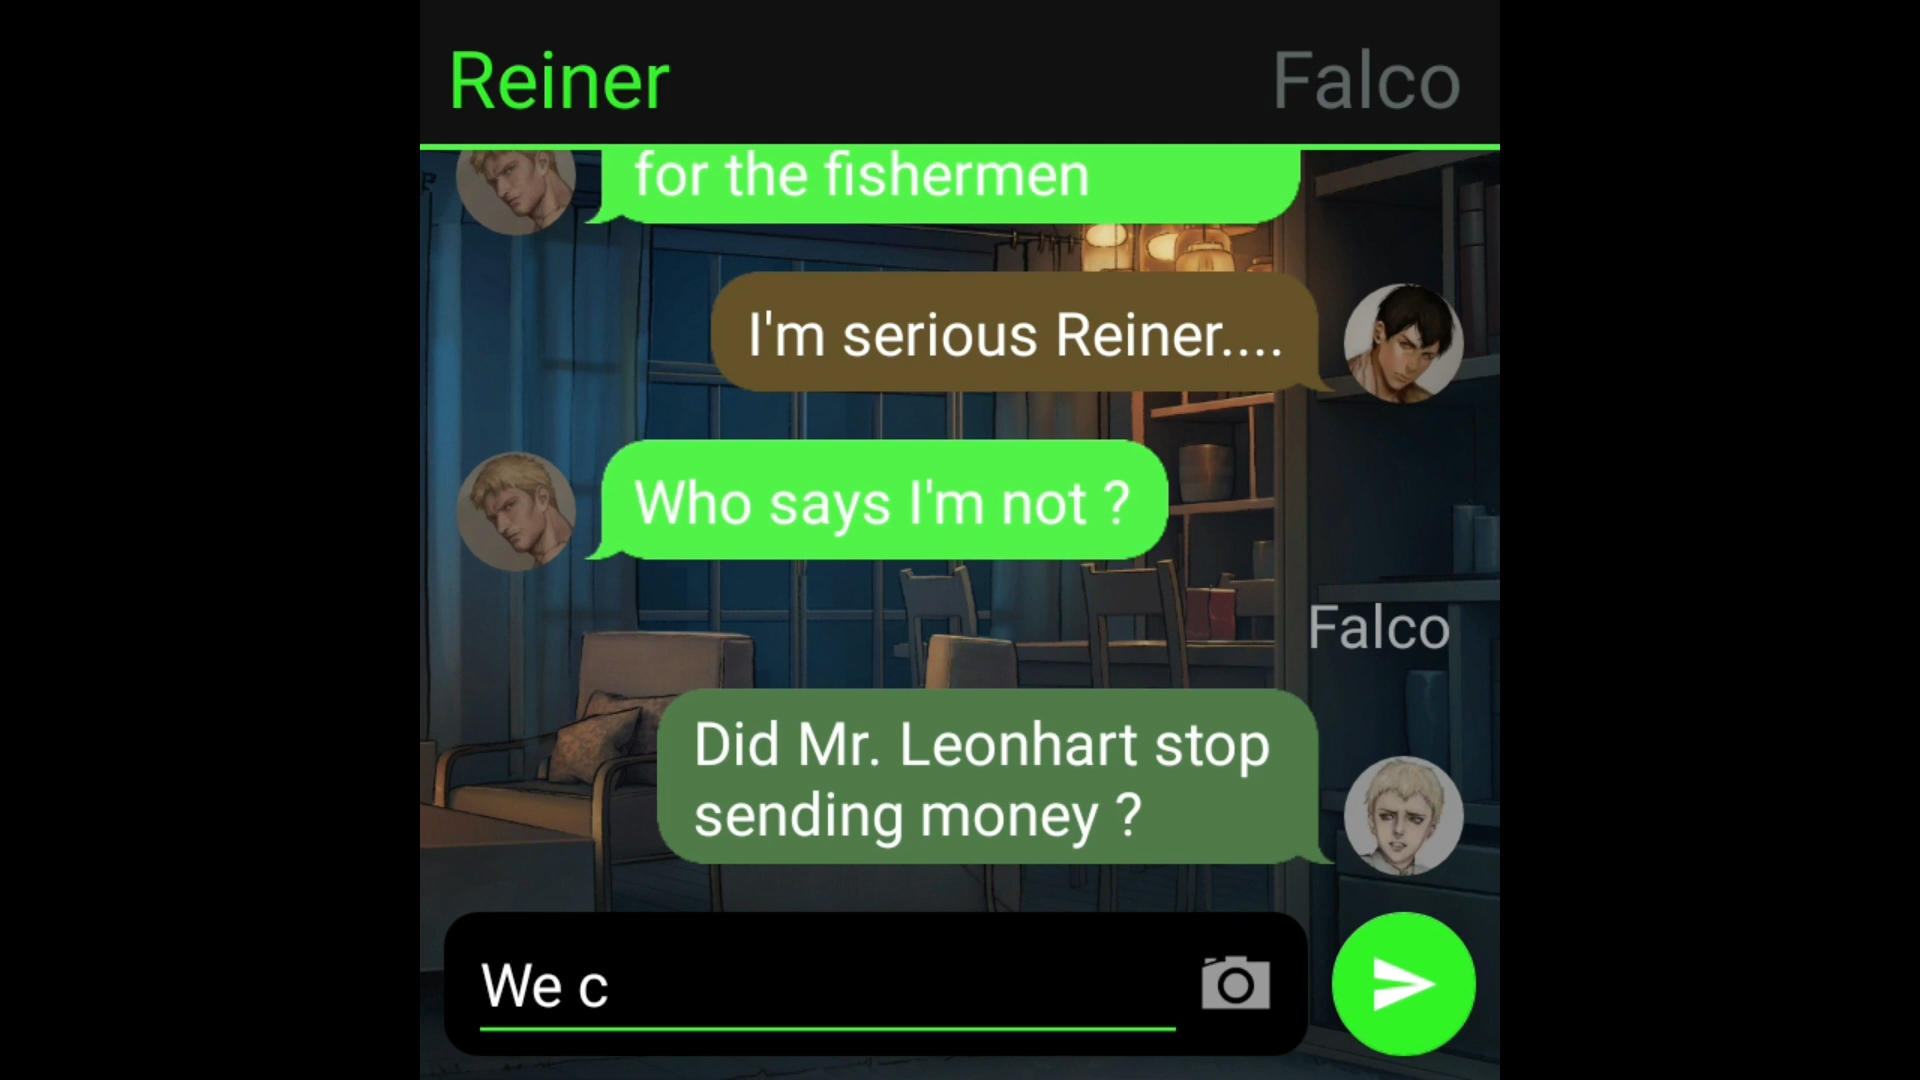 Reiner
Falco
for the fishermen
I'm serious Reiner....
Who says I'm not ?
Falco
Did Mr. Leonhart stop
sending money ?
We c